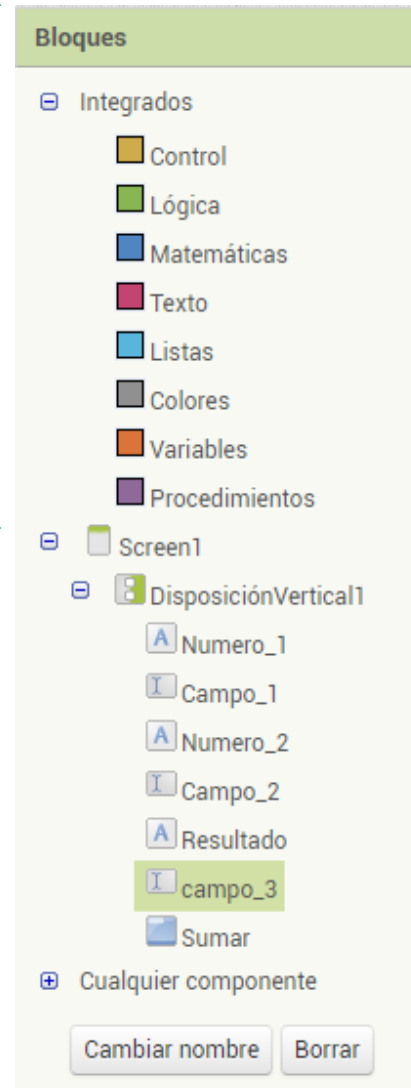 Bloques
Integrados
Control
Lógica
Matemáticas
Texto
Listas
Colores
Variables
Procedimientos
Screen1
DisposiciónVertical1
A Numero_1
Campo_1
A Numero_2
Campo_2
A Resultado
campo_3
Sumar
Cualquier componente
Cambiar nombre Borrar